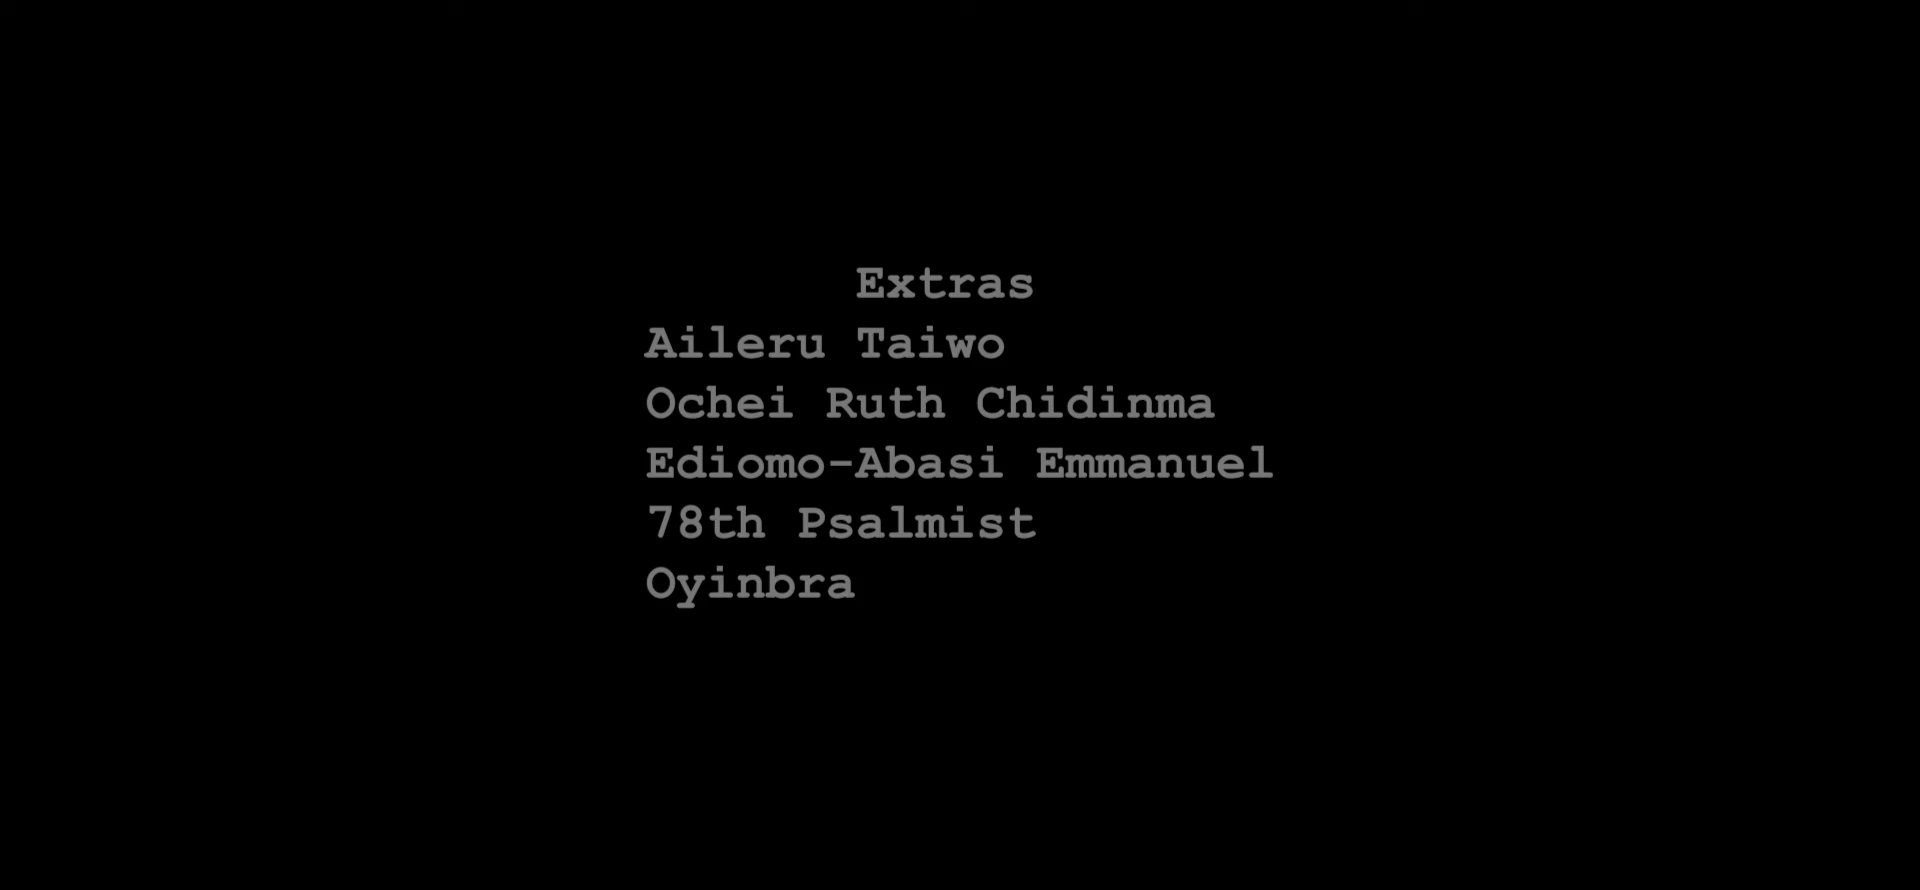 Extras
Aileru Taiwo
Ochei Ruth Chidinma
Ediomo-Abasi Emmanuel
78th Psalmist
Oyinbra